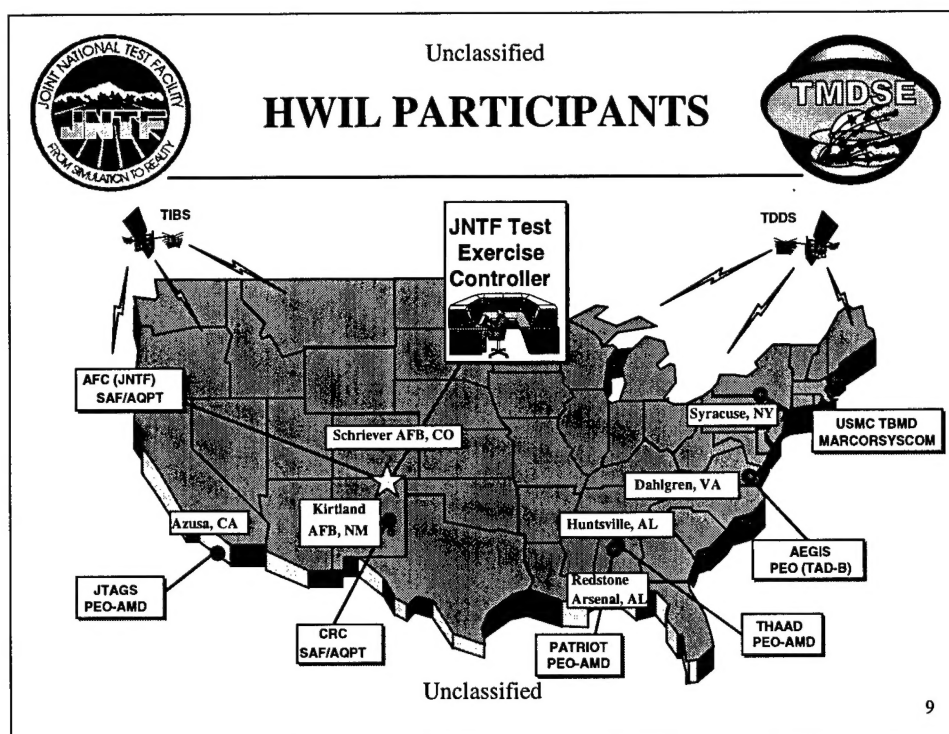 Unclassified
HWIL PARTICIPANTS
JOINT NATIONAL TEST FACILITY
JNTF
FROM SIMULATION TO REALITY
TMDSE
TIBS
TDDS
JNTF Test
Exercise
Controller
AFC (JNTF)
SAF/AQPT
Schriever AFB, CO
Syracuse, NY
USMC TBMD
MARCORSYSCOM
Dahlgren, VA
Azusa, CA
Kirtland
AFB, NM
Huntsville, AL
AEGIS
PEO (TAD-B)
JTAGS
PEO-AMD
Redstone
Arsenal, AL
THAAD
PEO-AMD
CRC
SAF/AQPT
PATRIOT
PEO-AMD
Unclassified
9